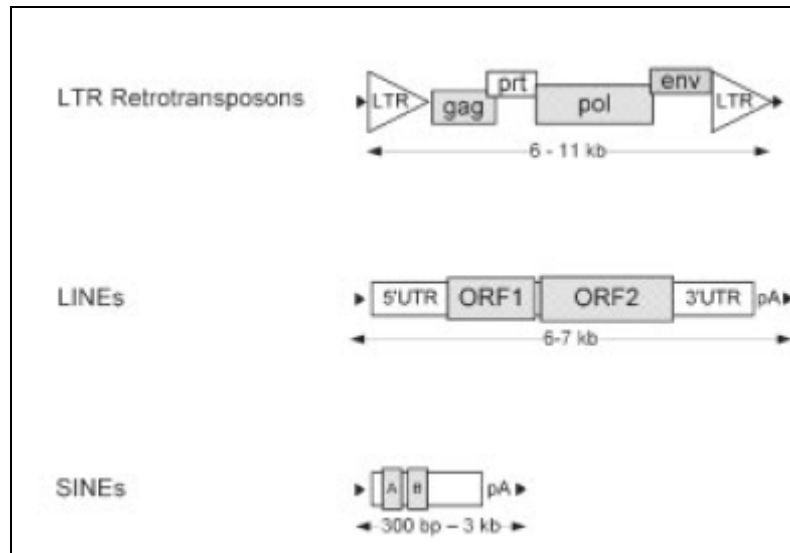 LTR Retrotransposons
LTR gag prt pol env LTR
6 - 11 kb
LINEs
5'UTR ORF1 ORF2 3'UTR pA
6-7 kb
SINEs
A B pA
300 bp – 3 kb